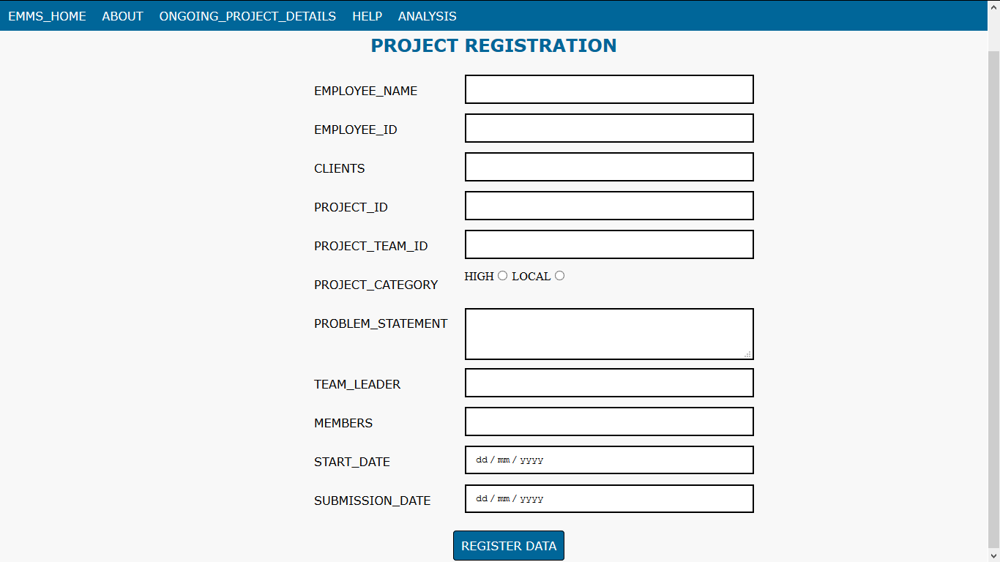 EMMS_HOME ABOUT ONGOING_PROJECT_DETAILS HELP ANALYSIS
PROJECT REGISTRATION
EMPLOYEE_NAME
EMPLOYEE_ID
CLIENTS
PROJECT_ID
PROJECT_TEAM_ID
PROJECT_CATEGORY HIGH LOCAL
PROBLEM_STATEMENT
TEAM_LEADER
MEMBERS
START_DATE dd / mm / yyyy
SUBMISSION_DATE dd / mm / yyyy
REGISTER DATA